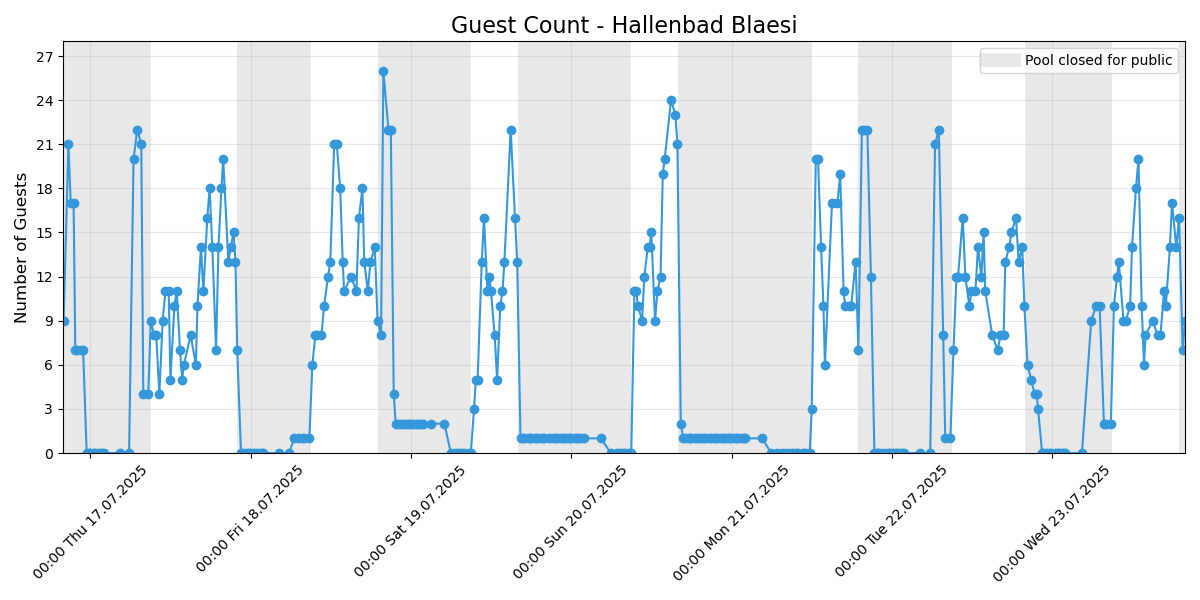 Guest Count - Hallenbad Blaesi
Pool closed for public
Number of Guests
27
24
21
18
15
12
9
6
3
0
00:00 Thu 17.07.2025
00:00 Fri 18.07.2025
00:00 Sat 19.07.2025
00:00 Sun 20.07.2025
00:00 Mon 21.07.2025
00:00 Tue 22.07.2025
00:00 Wed 23.07.2025